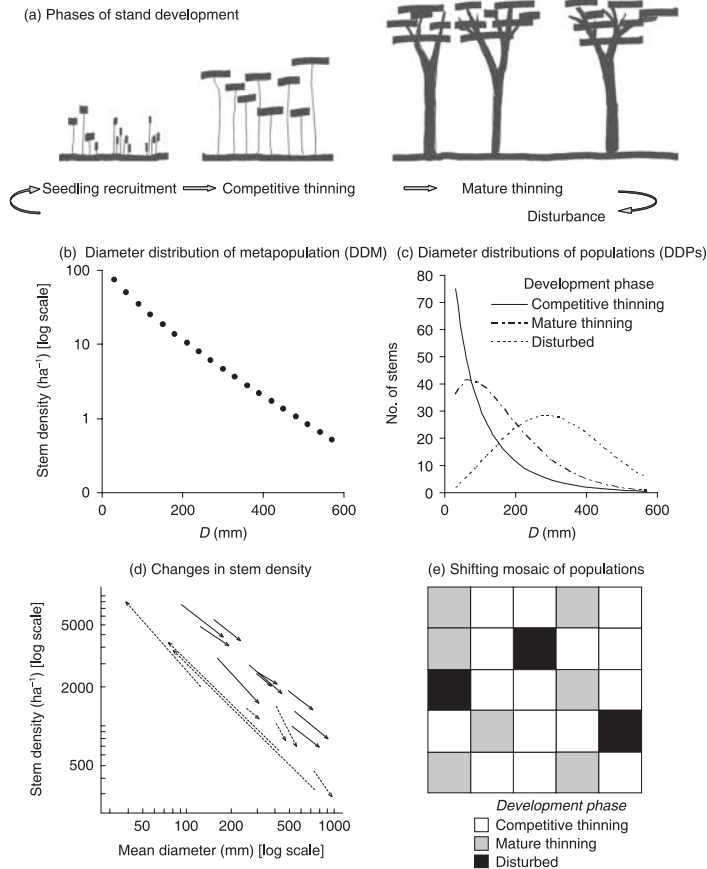 (a) Phases of stand development
Seedling recruitment
Competitive thinning
Mature thinning
Disturbance
(b) Diameter distribution of metapopulation (DDM)
Stem density (ha⁻¹) [log scale]
100
10
1
0
0
200
400
600
D (mm)
(c) Diameter distributions of populations (DDPs)
No. of stems
80
70
60
50
40
30
20
10
0
Development phase
Competitive thinning
Mature thinning
Disturbed
0
200
400
600
D (mm)
(d) Changes in stem density
Stem density (ha⁻¹) [log scale]
5000
2000
500
50
100
200
500
1000
Mean diameter (mm) [log scale]
(e) Shifting mosaic of populations
Development phase
Competitive thinning
Mature thinning
Disturbed